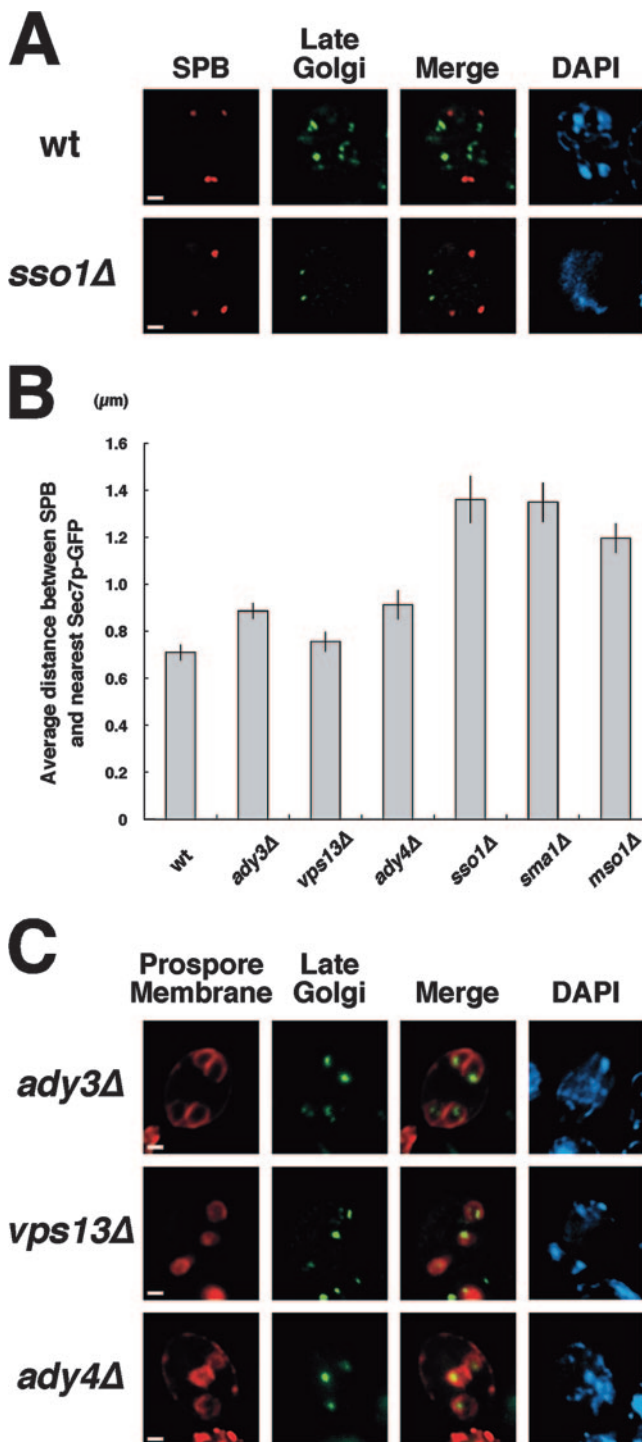 A
SPB
Late
Golgi
Merge
DAPI
wt
sso1Δ
B
(µm)
Average distance between SPB
and nearest Sec7p-GFP
1.6
1.4
1.2
1.0
0.8
0.6
0.4
0.2
0
wt
ady3Δ
vps13Δ
ady4Δ
sso1Δ
sma1Δ
mso1Δ
C
Prospore
Membrane
Late
Golgi
Merge
DAPI
ady3Δ
vps13Δ
ady4Δ